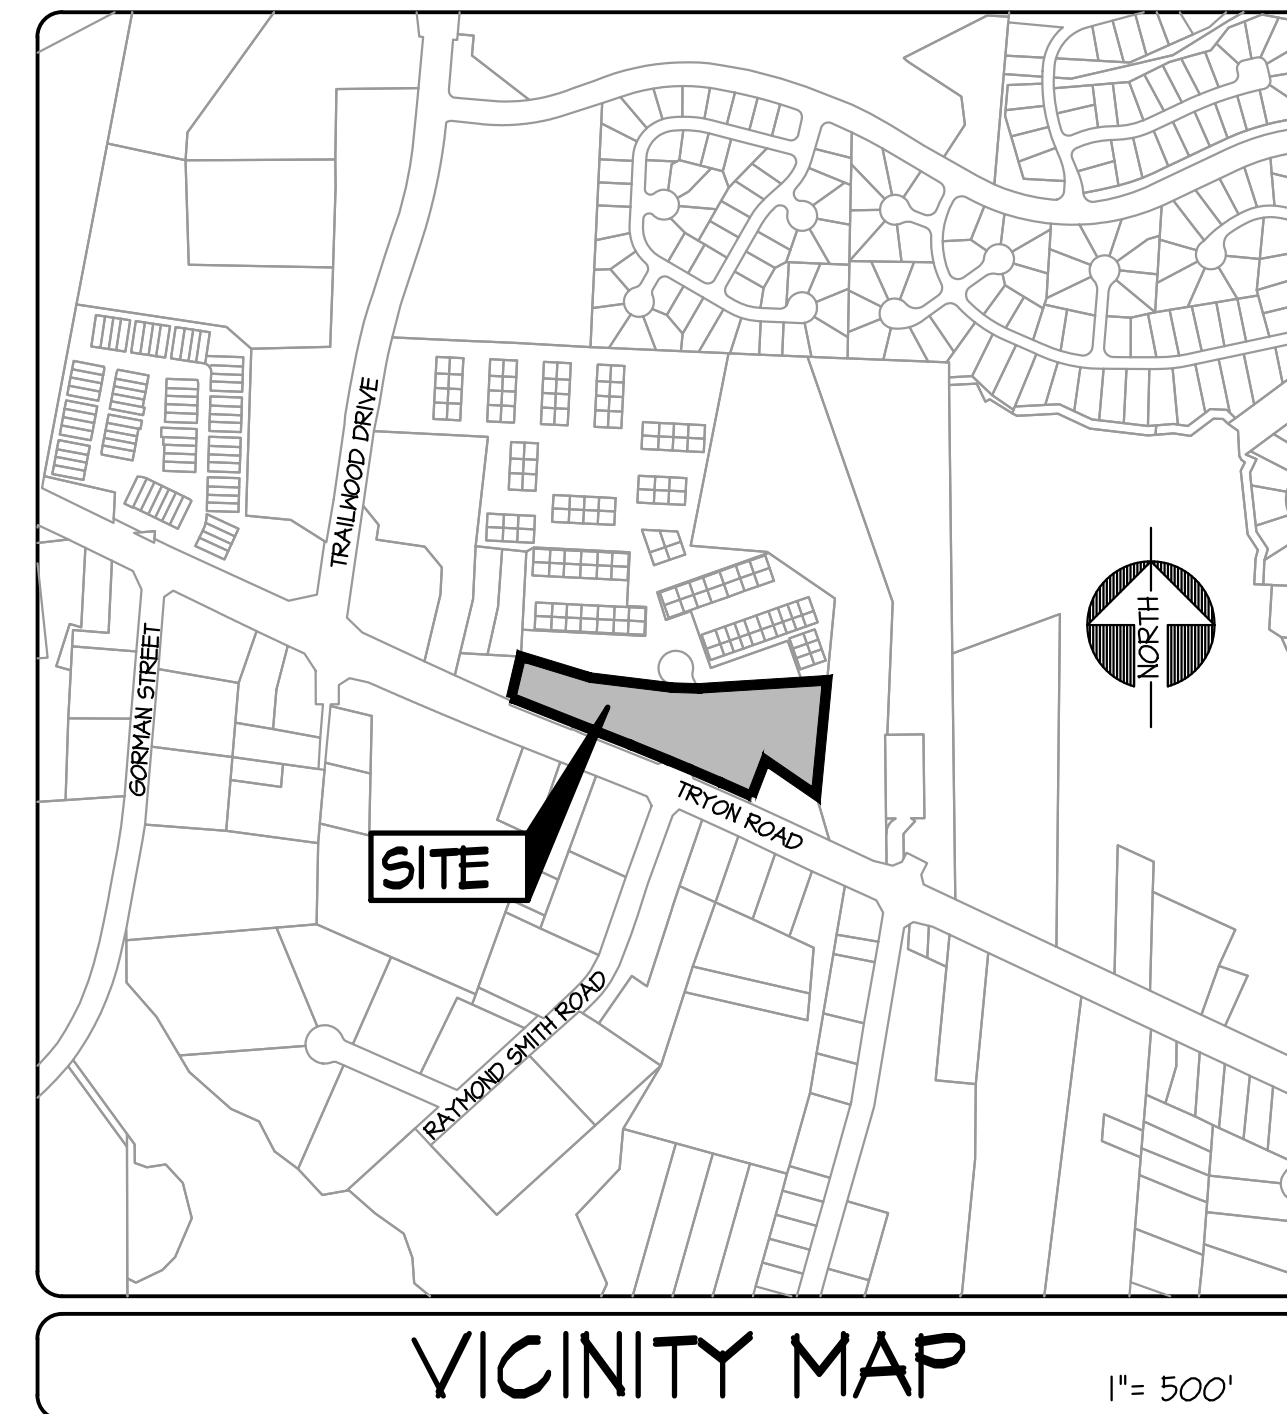 TRAILWOOD DRIVE
NORTH
GORMAN STREET
TRYON ROAD
SITE
RAYMOND SMITH ROAD
VICINITY MAP
1"= 500'